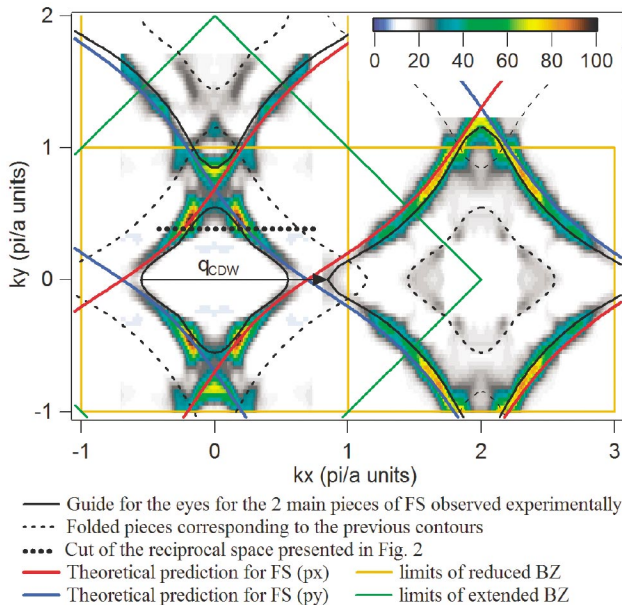 2
1
0
-1
ky (pi/a units)
0 20 40 60 80 100
qCDW
-1 0 1 2 3
kx (pi/a units)
Guide for the eyes for the 2 main pieces of FS observed experimentally
Folded pieces corresponding to the previous contours
Cut of the reciprocal space presented in Fig. 2
Theoretical prediction for FS (px) limits of reduced BZ
Theoretical prediction for FS (py) limits of extended BZ